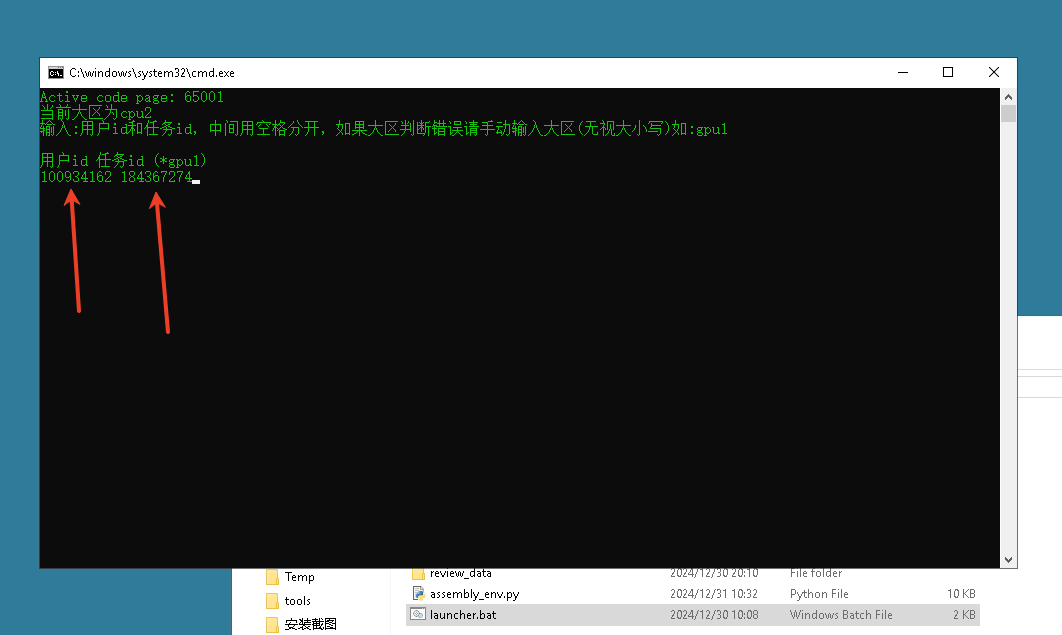 C:\windows\system32\cmd.exe
Active code page: 65001
当前大区为cpu2
输入:用户id和任务id, 中间用空格分开, 如果大区判断错误请手动输入大区(无视大小写)如:gpu1
用户id 任务id (*gpu1)
100934162 184367274
Temp
tools
安装截图
review_data 2024/12/30 20:10 File folder
assembly_env.py 2024/12/31 10:32 Python File 10 KB
launcher.bat 2024/12/30 10:08 Windows Batch File 2 KB